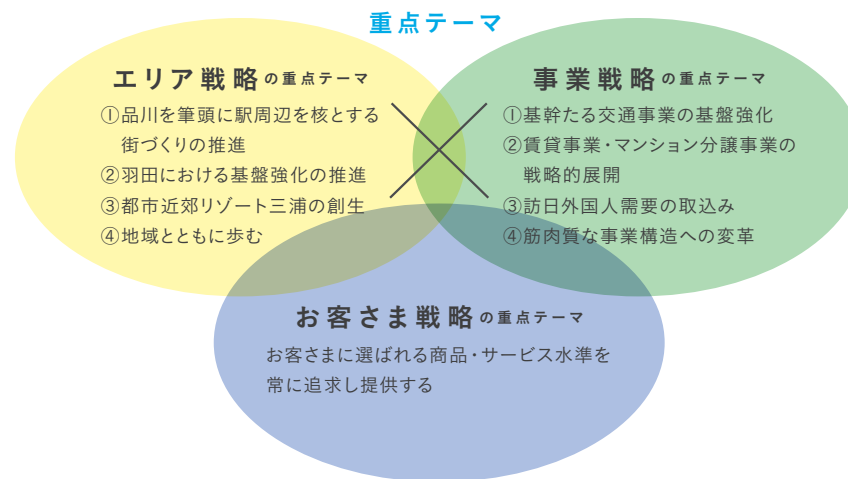 重点テーマ
エリア戦略の重点テーマ
①品川を筆頭に駅周辺を核とする
街づくりの推進
②羽田における基盤強化の推進
③都市近郊リゾート三浦の創生
④地域とともに歩む
事業戦略の重点テーマ
①基幹たる交通事業の基盤強化
②賃貸事業・マンション分譲事業の
戦略的展開
③訪日外国人需要の取込み
④筋肉質な事業構造への変革
お客さま戦略の重点テーマ
お客さまに選ばれる商品・サービス水準を
常に追求し提供する